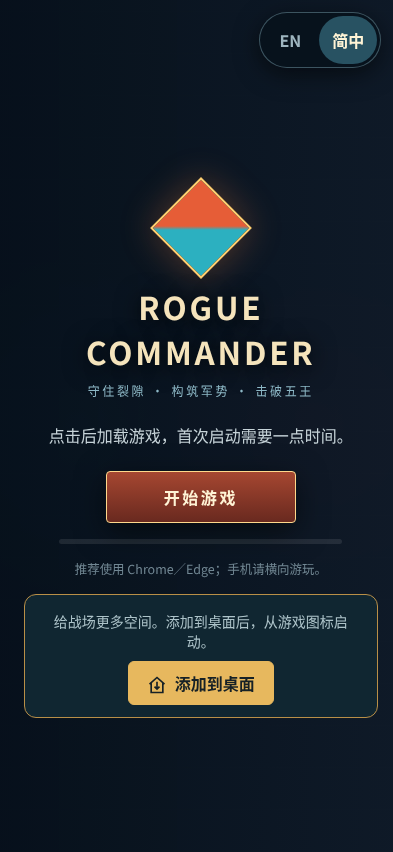 EN
简中
ROGUE
COMMANDER
守住裂隙 · 构筑军势 · 击破五王
点击后加载游戏，首次启动需要一点时间。
开始游戏
推荐使用 Chrome／Edge；手机请横向游玩。
给战场更多空间。添加到桌面后，从游戏图标启
动。
添加到桌面